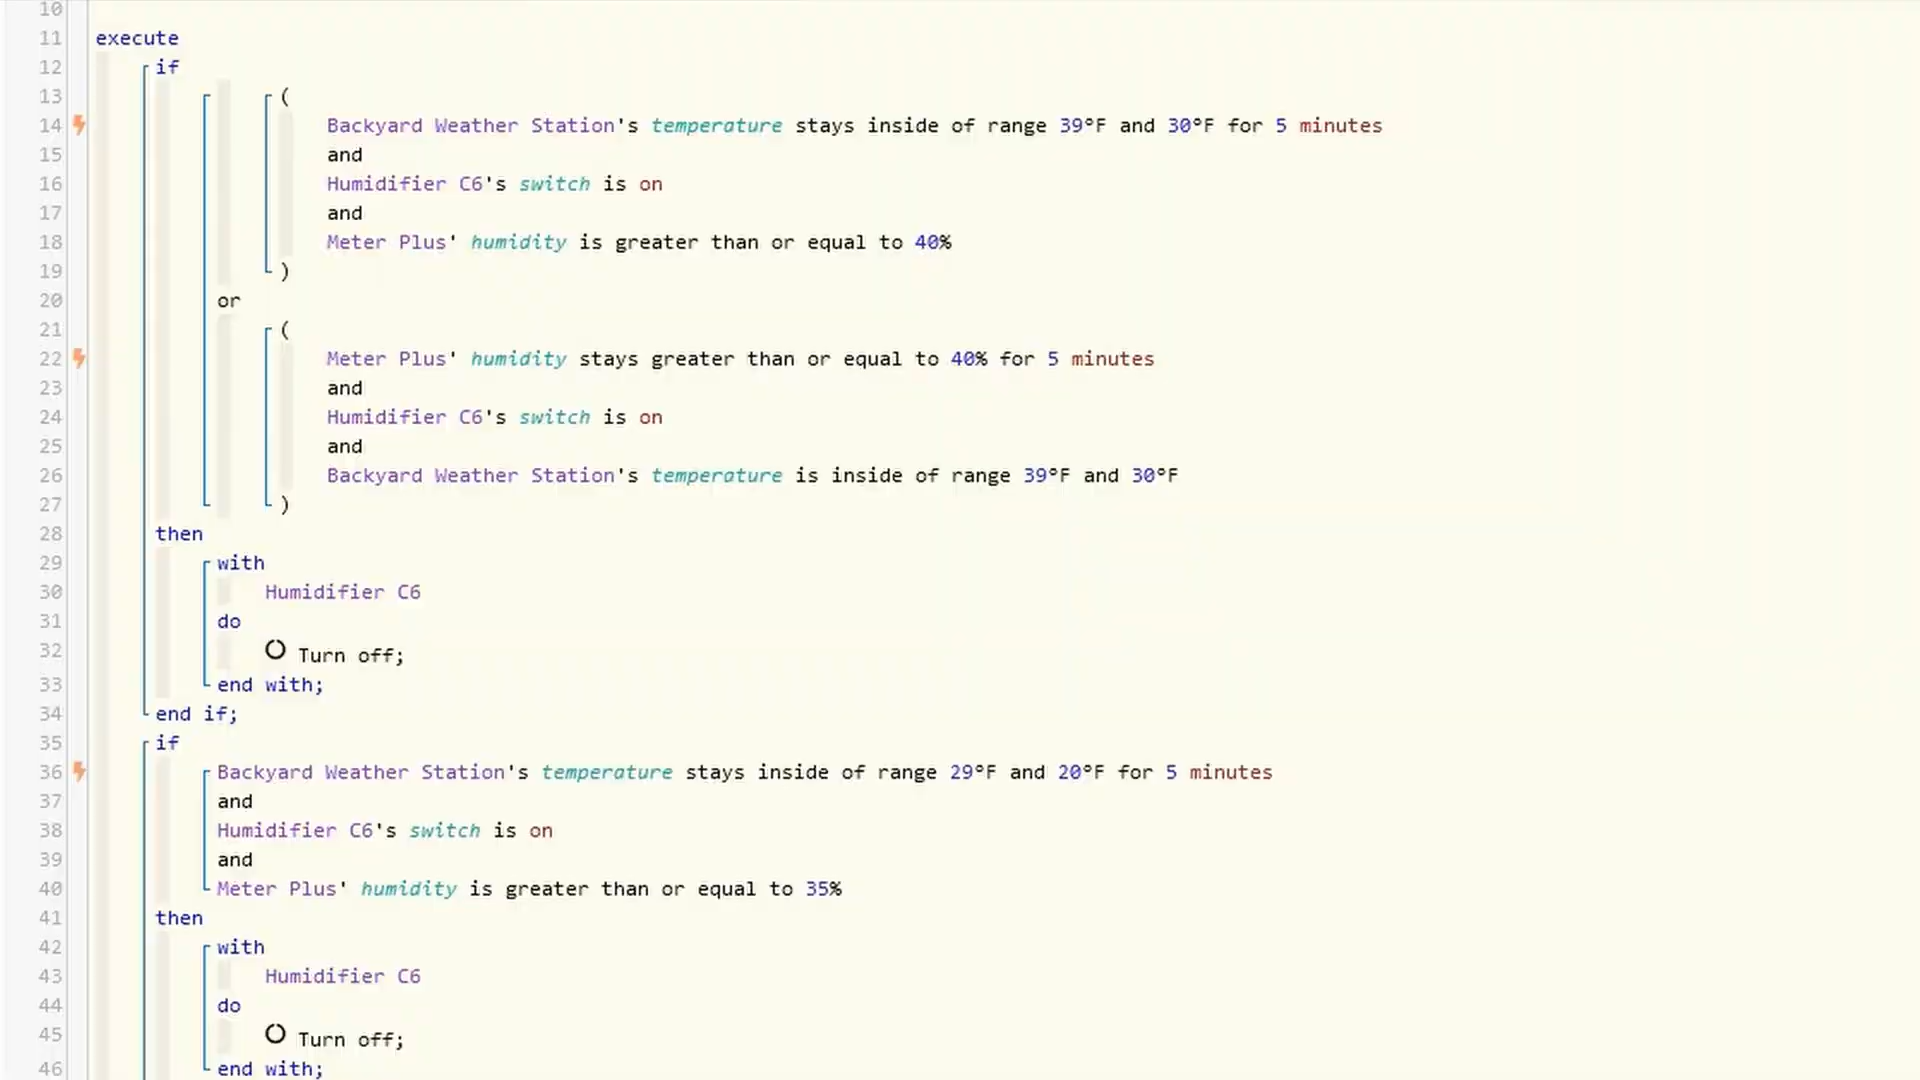 10
11 execute
12 if
13 (
14 Backyard Weather Station's temperature stays inside of range 39°F and 30°F for 5 minutes
15 and
16 Humidifier C6's switch is on
17 and
18 Meter Plus' humidity is greater than or equal to 40%
19 )
20 or
21 (
22 Meter Plus' humidity stays greater than or equal to 40% for 5 minutes
23 and
24 Humidifier C6's switch is on
25 and
26 Backyard Weather Station's temperature is inside of range 39°F and 30°F
27 )
28 then
29 with
30 Humidifier C6
31 do
32 Turn off;
33 end with;
34 end if;
35 if
36 Backyard Weather Station's temperature stays inside of range 29°F and 20°F for 5 minutes
37 and
38 Humidifier C6's switch is on
39 and
40 Meter Plus' humidity is greater than or equal to 35%
41 then
42 with
43 Humidifier C6
44 do
45 Turn off;
46 end with;